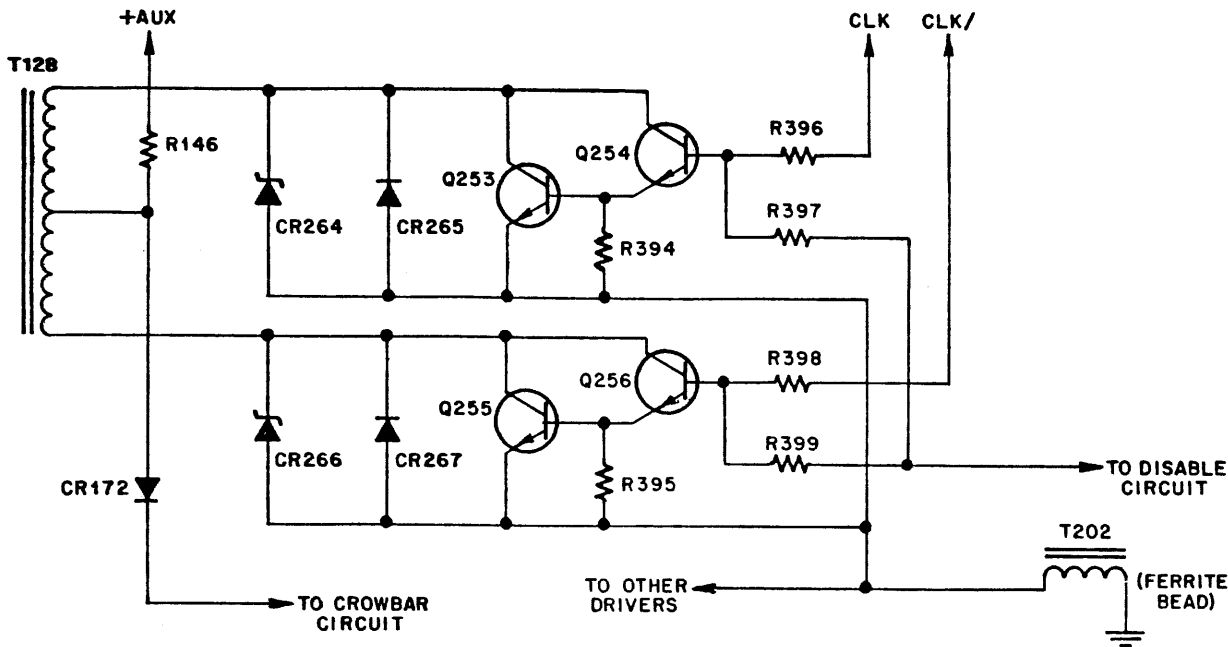 +AUX
CLK
CLK/
T128
R146
Q254
R396
Q253
R397
CR264
CR265
R394
Q256
R398
Q255
R399
CR266
CR267
R395
CR172
TO DISABLE
CIRCUIT
T202
TO OTHER
DRIVERS
(FERRITE
BEAD)
TO CROWBAR
CIRCUIT